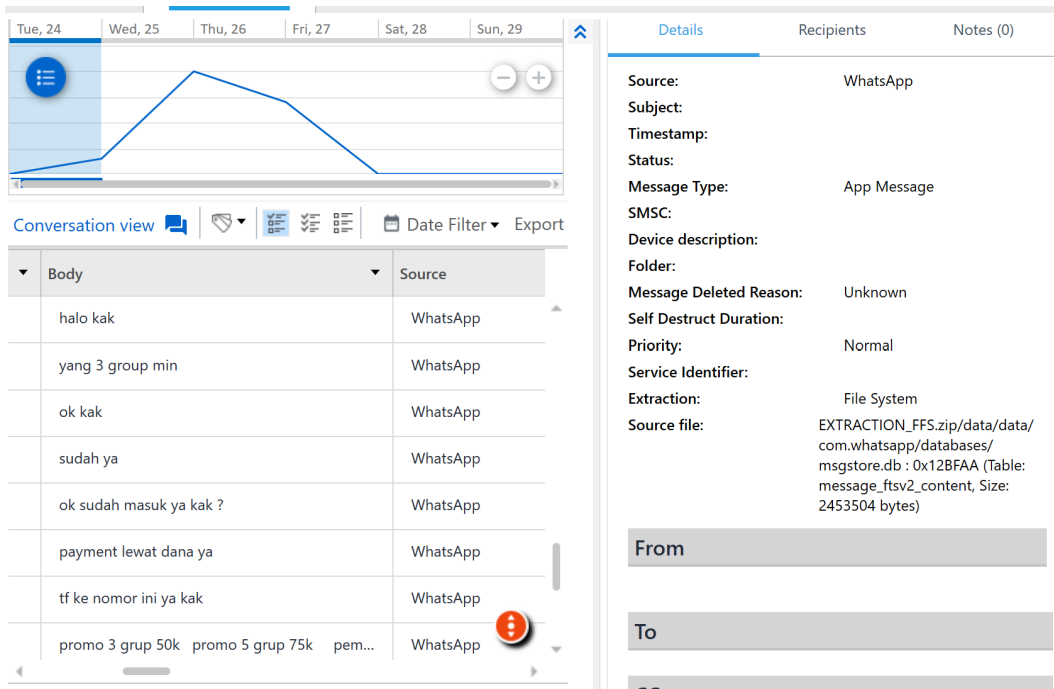 Tue, 24 Wed, 25 Thu, 26 Fri, 27 Sat, 28 Sun, 29
Conversation view Date Filter Export
Body Source
halo kak WhatsApp
yang 3 group min WhatsApp
ok kak WhatsApp
sudah ya WhatsApp
ok sudah masuk ya kak ? WhatsApp
payment lewat dana ya WhatsApp
tf ke nomor ini ya kak WhatsApp
promo 3 grup 50k promo 5 grup 75k pem... WhatsApp
Details Recipients Notes (0)
Source: WhatsApp
Subject:
Timestamp:
Status:
Message Type: App Message
SMSC:
Device description:
Folder:
Message Deleted Reason: Unknown
Self Destruct Duration:
Priority: Normal
Service Identifier:
Extraction: File System
Source file: EXTRACTION_FFS.zip/data/data/
com.whatsapp/databases/
msgstore.db : 0x12BFAA (Table:
message_ftsv2_content, Size:
2453504 bytes)
From
To